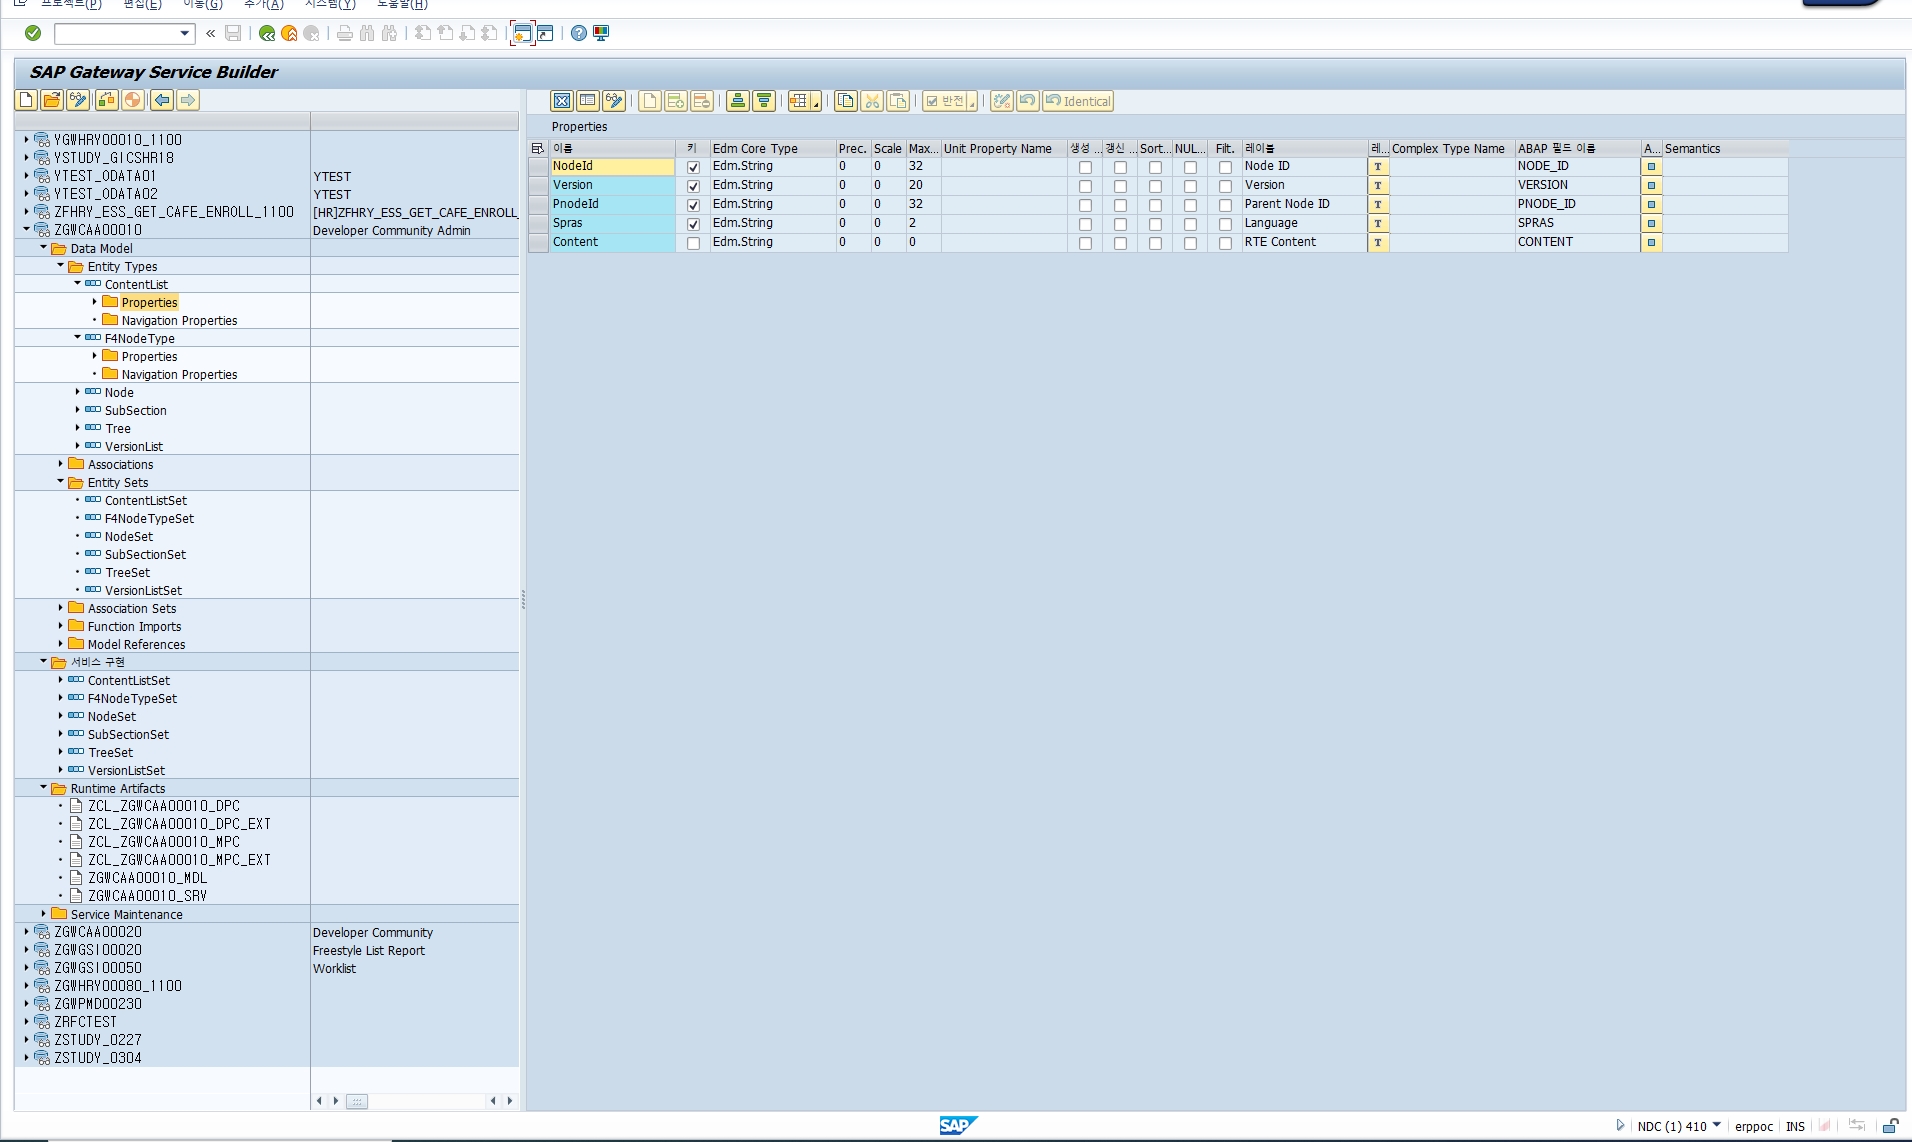 프로젝트(P) 편집(E) 이동(G) 추가(A) 시스템(Y) 도움말(H)
SAP Gateway Service Builder
반전 Identical
Properties
이름 키 Edm Core Type Prec. Scale Max... Unit Property Name 생성 ... 갱신 ... Sort... NUL... Filt. 레이블 레... Complex Type Name ABAP 필드 이름 A... Semantics
NodeId Edm.String 0 0 32 Node ID T NODE_ID
Version Edm.String 0 0 20 Version T VERSION
PnodeId Edm.String 0 0 32 Parent Node ID T PNODE_ID
Spras Edm.String 0 0 2 Language T SPRAS
Content Edm.String 0 0 0 RTE Content T CONTENT
YGWHRY00010_1100
YSTUDY_GICSHR18
YTEST_ODATA01 YTEST
YTEST_ODATA02 YTEST
ZFHRY_ESS_GET_CAFE_ENROLL_1100 [HR]ZFHRY_ESS_GET_CAFE_ENROLL_
ZGWCAA00010 Developer Community Admin
Data Model
Entity Types
ContentList
Properties
Navigation Properties
F4NodeType
Properties
Navigation Properties
Node
SubSection
Tree
VersionList
Associations
Entity Sets
ContentListSet
F4NodeTypeSet
NodeSet
SubSectionSet
TreeSet
VersionListSet
Association Sets
Function Imports
Model References
서비스 구현
ContentListSet
F4NodeTypeSet
NodeSet
SubSectionSet
TreeSet
VersionListSet
Runtime Artifacts
ZCL_ZGWCAA00010_DPC
ZCL_ZGWCAA00010_DPC_EXT
ZCL_ZGWCAA00010_MPC
ZCL_ZGWCAA00010_MPC_EXT
ZGWCAA00010_MDL
ZGWCAA00010_SRV
Service Maintenance
ZGWCAA00020 Developer Community
ZGWGSI00020 Freestyle List Report
ZGWGSI00050 Worklist
ZGWHRY00080_1100
ZGWPMD00230
ZRFCTEST
ZSTUDY_0227
ZSTUDY_0304
SAP
NDC (1) 410 erppoc INS